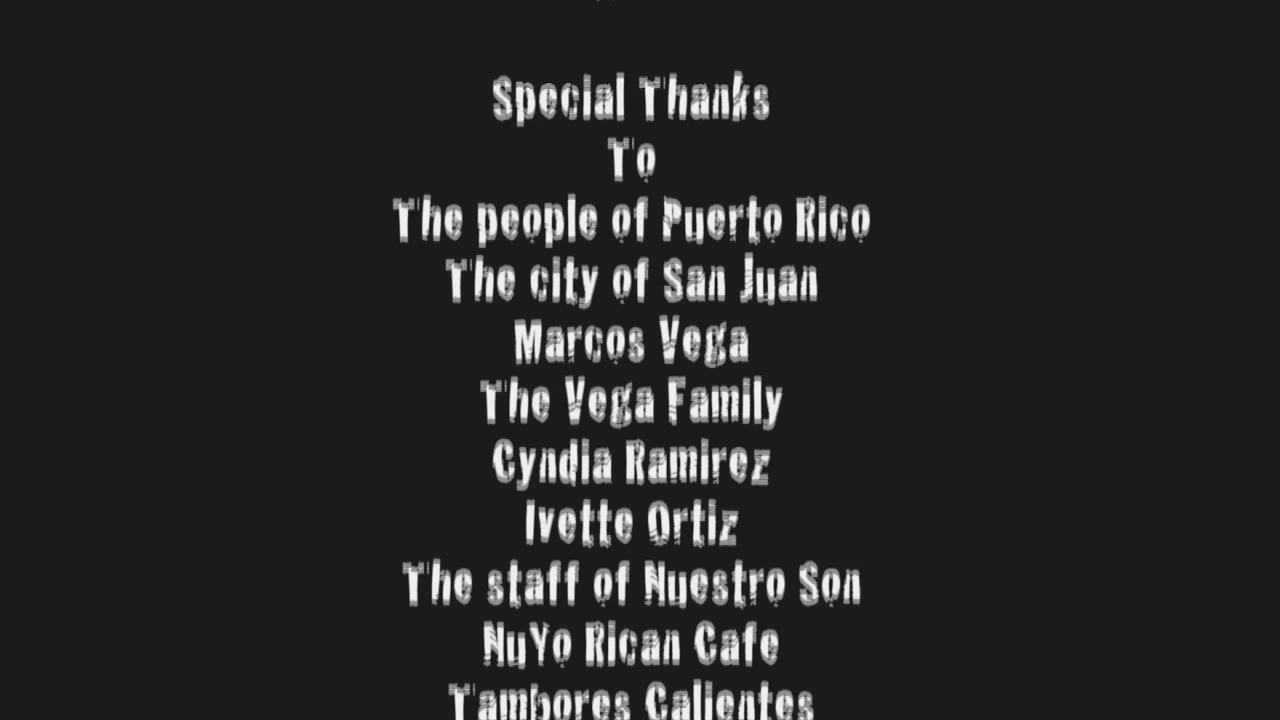 Special Thanks
To
The people of Puerto Rico
The city of San Juan
Marcos Vega
The Vega Family
Cyndia Ramirez
Ivette Ortiz
The staff of Nuestro Son
NuYo Rican Cafe
Tambores Calientes